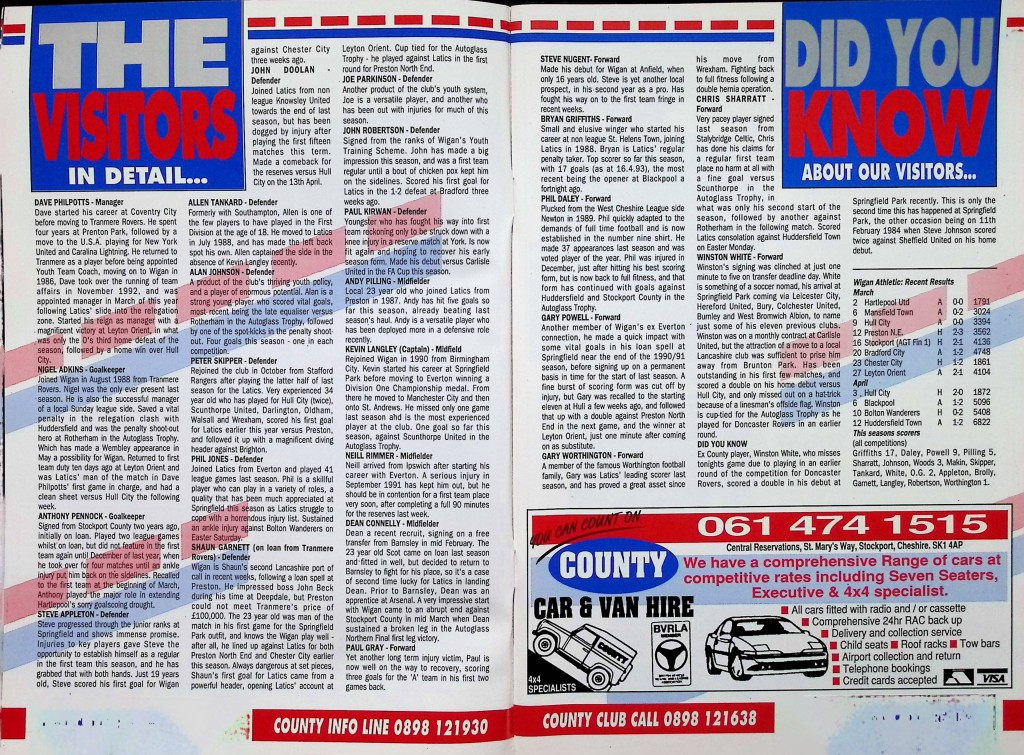 THE
VISITORS
IN DETAIL...
DAVE PHILPOTTS - Manager
Dave started his career at Coventry City
before moving to Tranmere Rovers. He spent
four years at Prenton Park, followed by a
move to the U.S.A. playing for New York
United and Caralina Lightning. He returned to
Tranmere as a player before being appointed
Youth Team Coach, moving on to Wigan in
1986, Dave took over the running of team
affairs in November 1992, and was
appointed manager in March of this year
following Latics' slide into the relegation
zone. Started his reign as manager with a
magnificent victory at Leyton Orient, in what
was only the O's third home defeat of the
season, followed by a home win over Hull
City.
NIGEL ADKINS - Goalkeeper
Joined Wigan in August 1988 from Tranmere
Rovers. Nigel was the only ever present last
season. He is also the successful manager
of a local Sunday league side. Saved a vital
penalty in the relegation clash with
Huddersfield and was the penalty shoot-out
hero at Rotherham in the Autoglass Trophy.
Which has made a Wembley appearance in
May a possibility for Wigan. Returned to first
team duty ten days ago at Leyton Orient and
was Latics' man of the match in Dave
Philpotts' first game in charge, and had a
clean sheet versus Hull City the following
week.
ANTHONY PENNOCK - Goalkeeper
Signed from Stockport County two years ago,
initially on loan. Played two league games
whilst on loan, but did not feature in the first
team again until December of last year, when
he took over for four matches until an ankle
injury put him back on the sidelines. Recalled
to the first team at the beginning of March,
Anthony played the major role in extending
Hartlepool's sorry goalscoring drought.
STEVE APPLETON - Defender
Steve progressed through the junior ranks at
Springfield and shows immense promise.
Injuries to key players gave Steve the
opportunity to establish himself as a regular
in the first team this season, and he has
grabbed that with both hands. Just 19 years
old, Steve scored his first goal for Wigan
against Chester City
three weeks ago.
JOHN DOOLAN -
Defender
Joined Latics from non
league Knowsley United
towards the end of last
season, but has been
dogged by injury after
playing the first fifteen
matches this term.
Made a comeback for
the reserves versus Hull
City on the 13th April.
ALLEN TANKARD - Defender
Formerly with Southampton, Allen is one of
the few players to have played in the First
Division at the age of 18. He moved to Latics
in July 1988, and has made the left back
spot his own. Allen captained the side in the
absence of Kevin Langley recently.
ALAN JOHNSON - Defender
A product of the club's thriving youth policy,
and a player of enormous potential. Alan is a
strong young player who scored vital goals,
most recent being the late equaliser versus
Rotherham in the Autoglass Trophy, followed
by one of the spot-kicks in the penalty shoot-
out. Four goals this season - one in each
competition.
PETER SKIPPER - Defender
Rejoined the club in October from Stafford
Rangers after playing the latter half of last
season for the Latics. Very experienced 34
year old who has played for Hull City (twice),
Scunthorpe United, Darlington, Oldham,
Walsall and Wrexham, scored his first goal
for Latics earlier this year versus Preston,
and followed it up with a magnificent diving
header against Brighton.
PHIL JONES - Defender
Joined Latics from Everton and played 41
league games last season. Phil is a skillful
player who can play in a variety of roles, a
quality that has been much appreciated at
Springfield this season as Latics struggle to
cope with a horrendous injury list. Sustained
an ankle injury against Bolton Wanderers on
Easter Saturday.
SHAUN GARNETT (on loan from Tranmere
Rovers) - Defender
Wigan is Shaun's second Lancashire port of
call in recent weeks, following a loan spell at
Preston. He impressed boss John Beck
during his time at Deepdale, but Preston
could not meet Tranmere's price of
£100,000. The 23 year old was man of the
match in his first game for the Springfield
Park outfit, and knows the Wigan play well -
after all, he lined up against Latics for both
Preston North End and Chester City earlier
this season. Always dangerous at set pieces,
Shaun's first goal for Latics came from a
powerful header, opening Latics' account at
Leyton Orient. Cup tied for the Autoglass
Trophy - he played against Latics in the first
round for Preston North End.
JOE PARKINSON - Defender
Another product of the club's youth system,
Joe is a versatile player, and another who
has been out with injuries for much of this
season.
JOHN ROBERTSON - Defender
Signed from the ranks of Wigan's Youth
Training Scheme. John has made a big
impression this season, and was a first team
regular until a bout of chicken pox kept him
on the sidelines. Scored his first goal for
Latics in the 1-2 defeat at Bradford three
weeks ago.
PAUL KIRWAN - Defender
Youngster who has fought his way into first
team reckoning only to be struck down with a
knee injury and resulting op at York. Is now
fit again and hoping to recover his early
season form. Made his debut versus Carlisle
United in the FA Cup this season.
ANDY PILLING - Midfielder
Local 23 year old who joined Latics from
Preston in 1987. Andy has hit five goals so
far this season, already beating last
season's haul. Andy is a versatile player who
has been deployed more in a defensive role
recently.
KEVIN LANGLEY (Captain) - Midfield
Rejoined Wigan in 1990 from Birmingham
City. Kevin started his career at Springfield
Park before moving to Everton winning a
Division One Championship medal. From
there he moved to Manchester City and then
onto St. Andrews. He missed only one game
last season and is the most experienced
player at the club. One goal so far this
season, against Scunthorpe United in the
Autoglass Trophy.
NEILL RIMMER - Midfielder
Neill arrived from Ipswich after starting his
career with Everton. A serious injury in
September 1991 has kept him out, but he
should be in contention for a first team place
very soon, after completing a full 90 minutes
for the reserves last week.
DEAN CONNELLY - Midfielder
Dean a recent signing, signed on a free
transfer from Barnsley in mid February. The
23 year old Scot came on loan last season
and fitted in well, but decided to return to
Barnsley to fight for his place, so it's a case
of second time lucky for Latics in landing
Dean. Prior to Barnsley, Dean was an
apprentice at Arsenal. A very impressive start
with Wigan came to an abrupt end against
Stockport County in mid March when Dean
sustained a broken leg in the Autoglass
Northern Final first leg victory.
PAUL GRAY - Forward
Yet another long term injury victim, Paul is
now well on the way to recovery, scoring
three goals for the 'A' team in his first two
games back.
COUNTY INFO LINE 0898 121930
STEVE NUGENT- Forward
Made his debut for Wigan at Anfield, when
only 16 years old. Steve is yet another local
prospect, in his second year as a pro. Has
fought his way on to the first team fringe in
recent weeks.
BRYAN GRIFFITHS - Forward
Small and elusive winger who started his
career at non league St. Helens Town, joining
Latics in 1988. Bryan is Latics' regular
penalty taker. Top scorer so far this season,
with 17 goals (as at 16.4.93), the most
recent being the opener at Blackpool a
fortnight ago.
PHIL DALEY - Forward
Plucked from the West Cheshire League side
Newton in 1989. Phil quickly adapted to the
demands of full time football and is now
established in the number nine shirt. He
made 37 appearances last season and was
voted player of the year. Phil was injured in
December, just after hitting his best scoring
form, but is now back to full fitness, and that
form has continued with goals against
Huddersfield and Stockport County in the
Autoglass Trophy.
GARY POWELL - Forward
Another member of Wigan's ex Everton
connection, he made a quick impact with
some vital goals in his loan spell at
Springfield near the end of the 1990/91
season, before signing up on a permanent
basis in time for the start of last season. A
fine burst of scoring form was cut off by
injury, but Gary was recalled to the starting
eleven at Hull a few weeks ago, and followed
that up with a double against Preston North
End in the next game, and the winner at
Leyton Orient, just one minute after coming
on as substitute.
GARY WORTHINGTON - Forward
A member of the famous Worthington football
family, Gary was Latics' leading scorer last
season, and has proved a great asset since
his move from
Wrexham. Fighting back
to full fitness following a
double hernia operation.
CHRIS SHARRATT -
Forward
Very pacey player signed
last season from
Stalybridge Celtic, Chris
has done his claims for
a regular first team
place no harm at all with
a fine goal versus
Scunthorpe in the
Autoglass Trophy, in
what was only his second start of the
season, followed by another against
Rotherham in the following match. Scored
Latics consolation against Huddersfield Town
on Easter Monday.
WINSTON WHITE - Forward
Winston's signing was clinched at just one
minute to five on transfer deadline day. White
is something of a soccer nomad, his arrival at
Springfield Park coming via Leicester City,
Hereford United, Bury, Colchester United,
Burnley and West Bromwich Albion, to name
just some of his eleven previous clubs.
Winston was on a monthly contract at Carlisle
United, but the attraction of a move to a local
Lancashire club was sufficient to prise him
away from Brunton Park. Has been
outstanding in his first few matches, and
scored a double on his home debut versus
Hull City, and only missed out on a hatrick
because of a linesman's offside flag. Winston
is cup-tied for the Autoglass Trophy as he
played for Doncaster Rovers in an earlier
round.
DID YOU KNOW
Ex County player, Winston White, who misses
tonights game due to playing in an earlier
round of the competition for Doncaster
Rovers, scored a double in his debut at
DID YOU
KNOW
ABOUT OUR VISITORS...
Springfield Park recently. This is only the
second time this has happened at Springfield
Park, the other occasion being on 11th
February 1984 when Steve Johnson scored
twice against Sheffield United on his home
debut.
Wigan Athletic: Recent Results
March
2 Hartlepool Utd A 0-0 1791
6 Mansfield Town A 0-2 3024
9 Hull City A 0-0 3394
12 Preston N.E. H 2-3 3562
16 Stockport (AGT Fin 1) H 2-1 4136
20 Bradford City A 1-2 4748
23 Chester City H 1-2 1861
27 Leyton Orient A 2-1 4104
April
3 Hull City H 2-0 1872
6 Blackpool A 1-2 5096
10 Bolton Wanderers H 0-2 5408
12 Huddersfield Town A 1-2 6822
This seasons scorers
(all competitions)
Griffiths 17, Daley, Powell 9, Pilling 5,
Sharratt, Johnson, Woods 3, Makin, Skipper,
Tankard, White, O.G. 2, Appleton, Brolly,
Garnett, Langley, Robertson, Worthington 1.
YOU CAN COUNT ON
COUNTY
CAR & VAN HIRE
COUNTY
4x4
SPECIALISTS
BVRLA
MEMBER
061 474 1515
Central Reservations, St. Mary's Way, Stockport, Cheshire. SK1 4AP
We have a comprehensive Range of cars at
competitive rates including Seven Seaters,
Executive & 4x4 specialist.
All cars fitted with radio and / or cassette
Comprehensive 24hr RAC back up
Delivery and collection service
Child seats Roof racks Tow bars
Airport collection and return
Telephone bookings
Credit cards accepted
VISA
COUNTY CLUB CALL 0898 121638